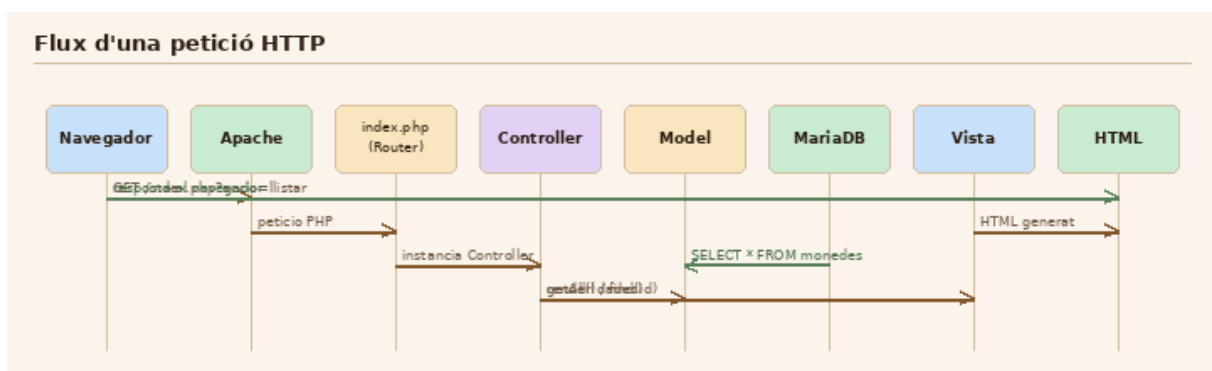 Flux d'una petició HTTP
Navegador
Apache
index.php
(Router)
Controller
Model
MariaDB
Vista
HTML
llistar
peticio PHP
HTML generat
instancia Controller
SELECT * FROM monedes